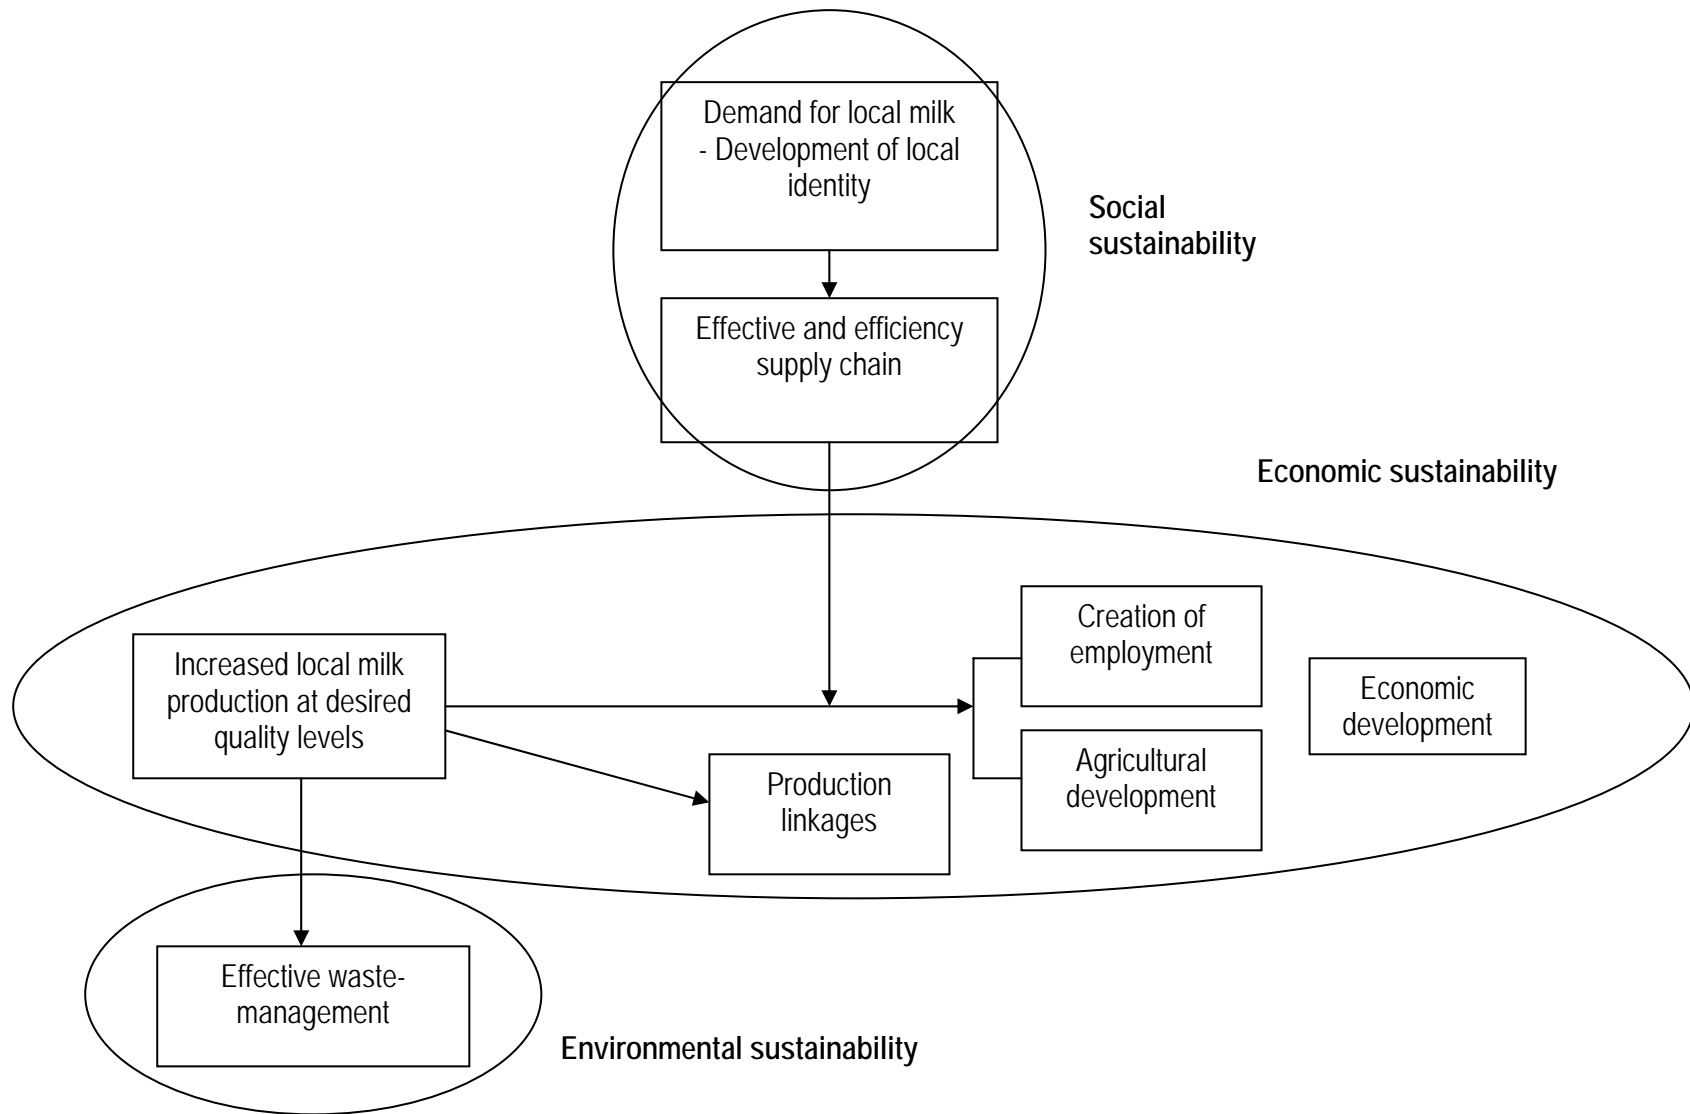 Demand for local milk
- Development of local
identity
Social
sustainability
Effective and efficiency
supply chain
Economic sustainability
Creation of
employment
Increased local milk
production at desired
quality levels
Economic
development
Production
linkages
Agricultural
development
Effective waste-
management
Environmental sustainability